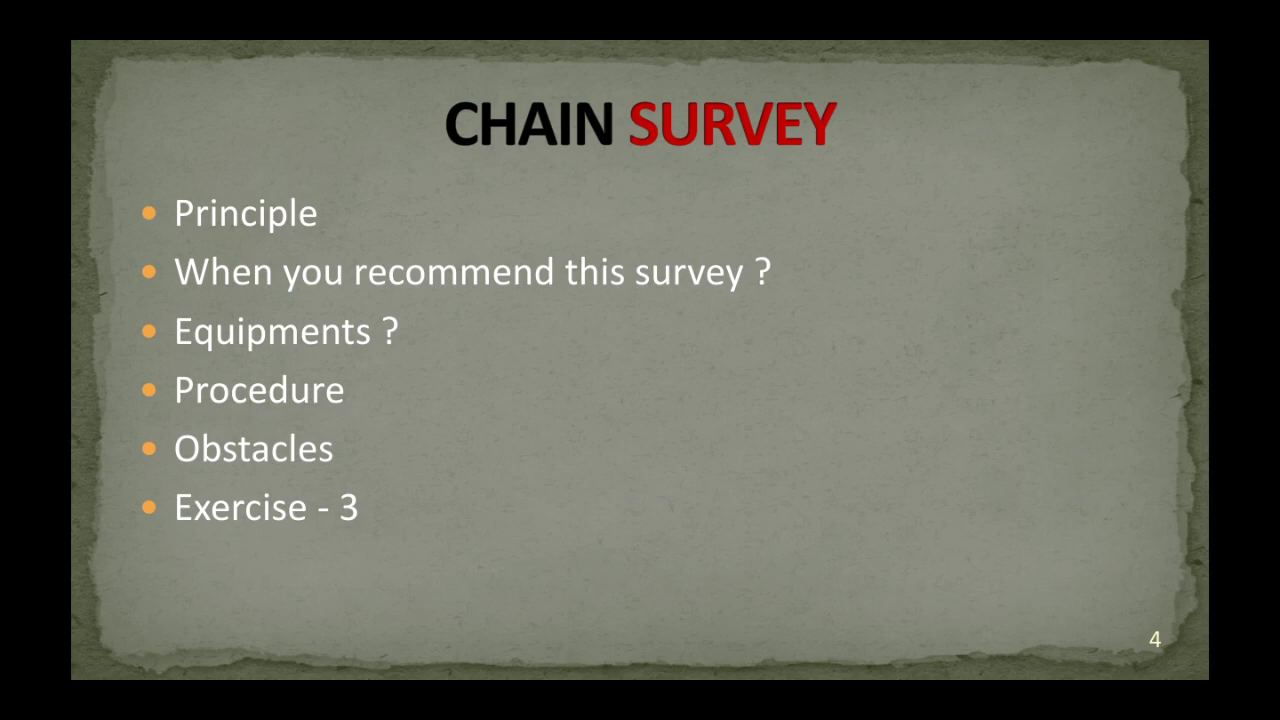 CHAIN SURVEY
• Principle
• When you recommend this survey ?
• Equipments ?
• Procedure
• Obstacles
• Exercise - 3
4